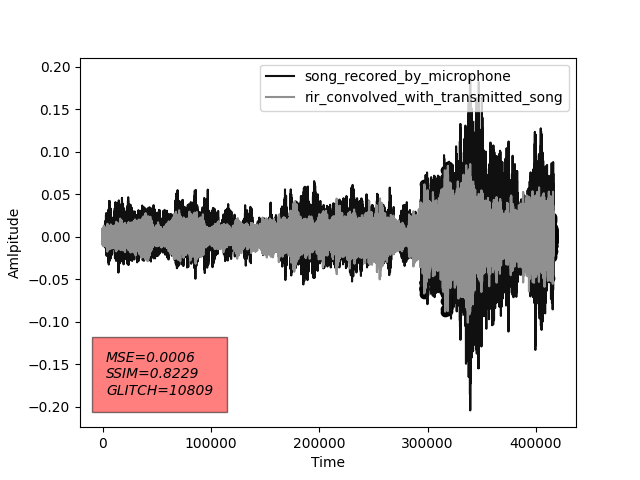 song_recored_by_microphone
rir_convolved_with_transmitted_song
0.20
0.15
0.10
0.05
0.00
−0.05
−0.10
−0.15
−0.20
Amlpitude
MSE=0.0006
SSIM=0.8229
GLITCH=10809
0 100000 200000 300000 400000
Time